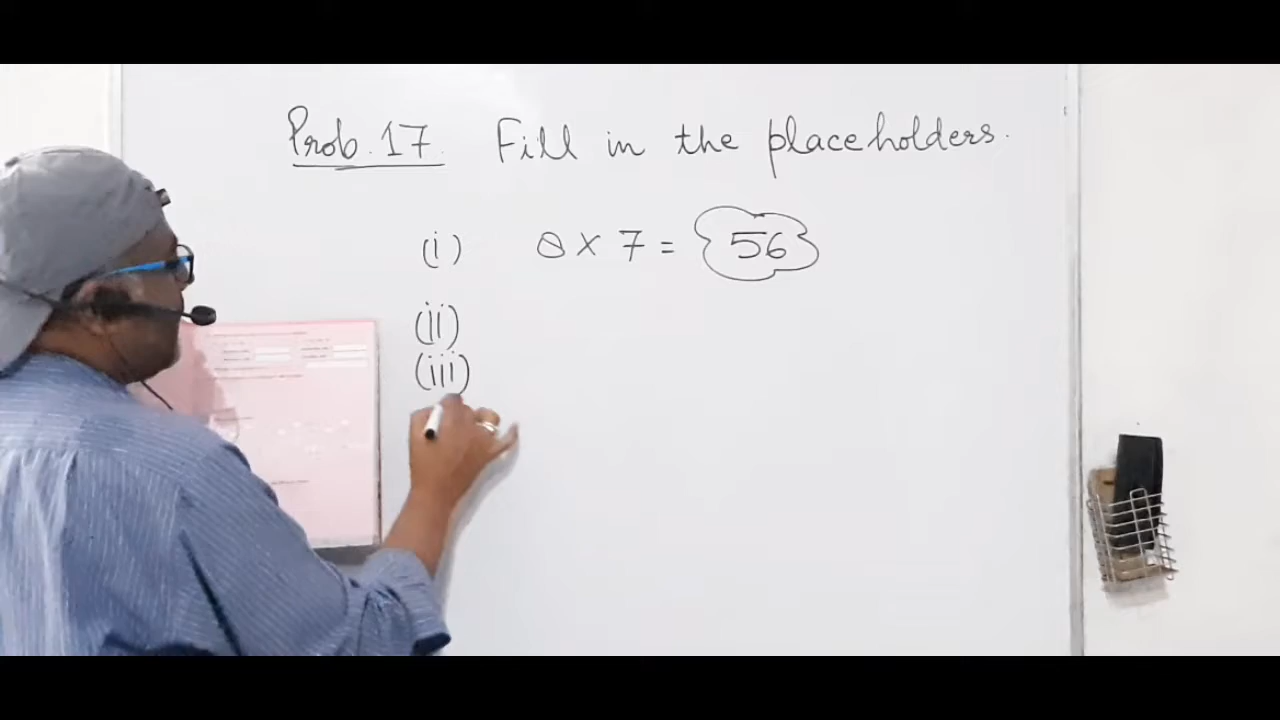 Prob. 17. Fill in the placeholders.
(i) 8 × 7 = 56
(ii)
(iii)